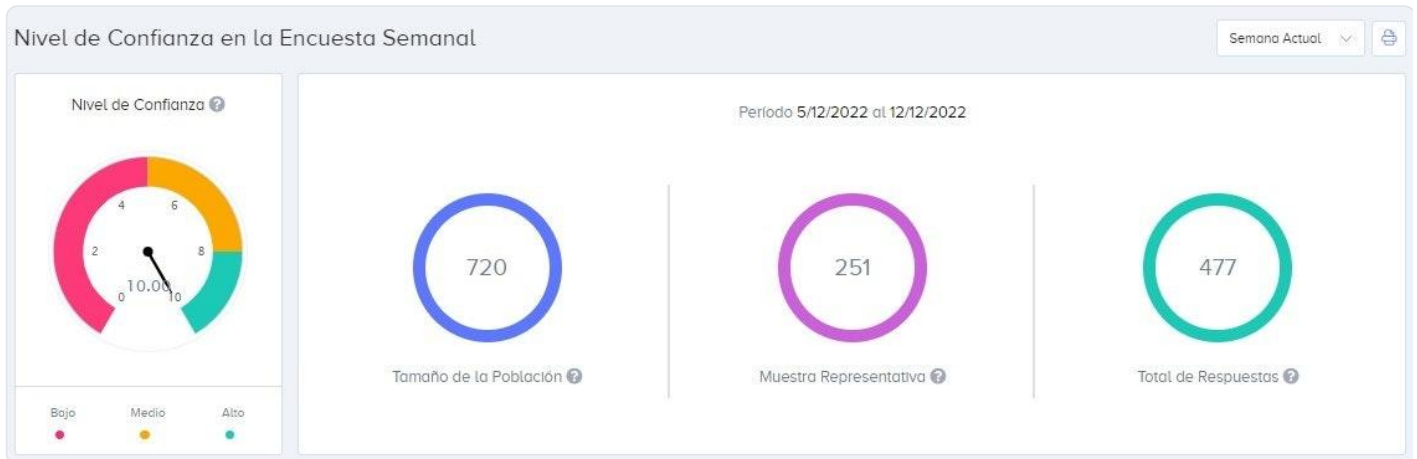 Nivel de Confianza en la Encuesta Semanal
Semana Actual
Nivel de Confianza ?
4 6
2 8
10.00
0 10
Bajo Medio Alto
Período 5/12/2022 al 12/12/2022
720 251 477
Tamaño de la Población ? Muestra Representativa ? Total de Respuestas ?